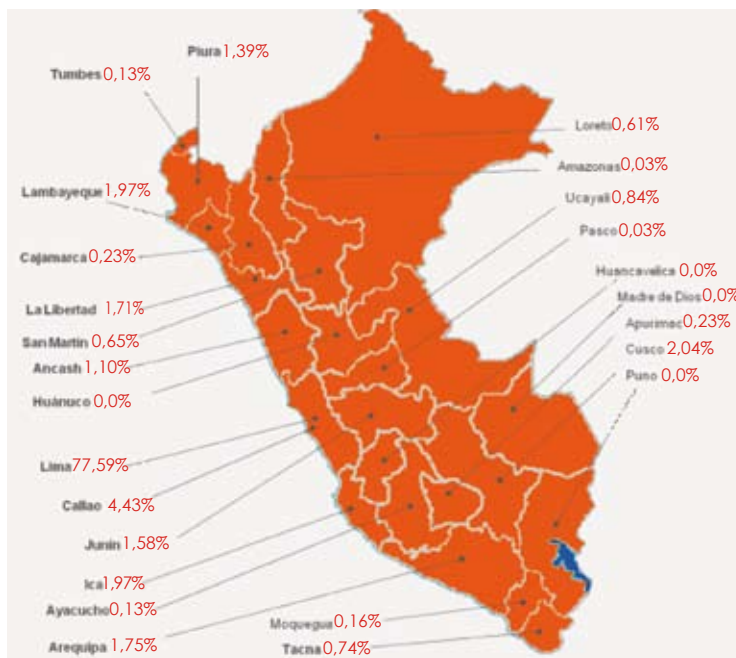 Piura 1,39%
Tumbes 0,13%
Loreto 0,61%
Amazonas 0,03%
Lambayeque 1,97%
Ucayali 0,84%
Pasco 0,03%
Cajamarca 0,23%
Huancavelica 0,0%
Madre de Dios 0,0%
La Libertad 1,71%
Apurimac 0,23%
San Martín 0,65%
Cusco 2,04%
Ancash 1,10%
Puno 0,0%
Huánuco 0,0%
Lima 77,59%
Callao 4,43%
Junín 1,58%
Ica 1,97%
Ayacucho 0,13%
Moquegua 0,16%
Arequipa 1,75%
Tacna 0,74%